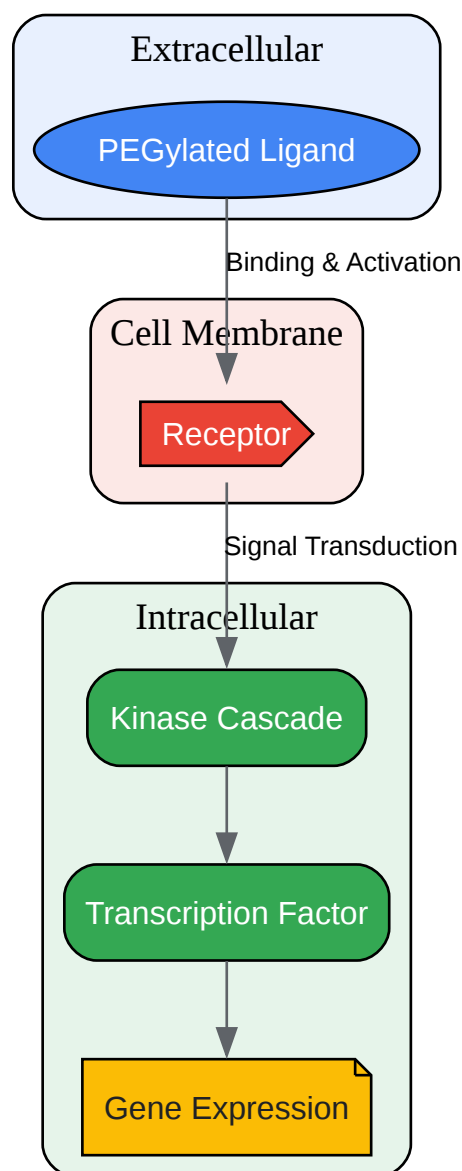 Extracellular
PEGylated Ligand
Binding & Activation
Cell Membrane
Receptor
Signal Transduction
Intracellular
Kinase Cascade
Transcription Factor
Gene Expression